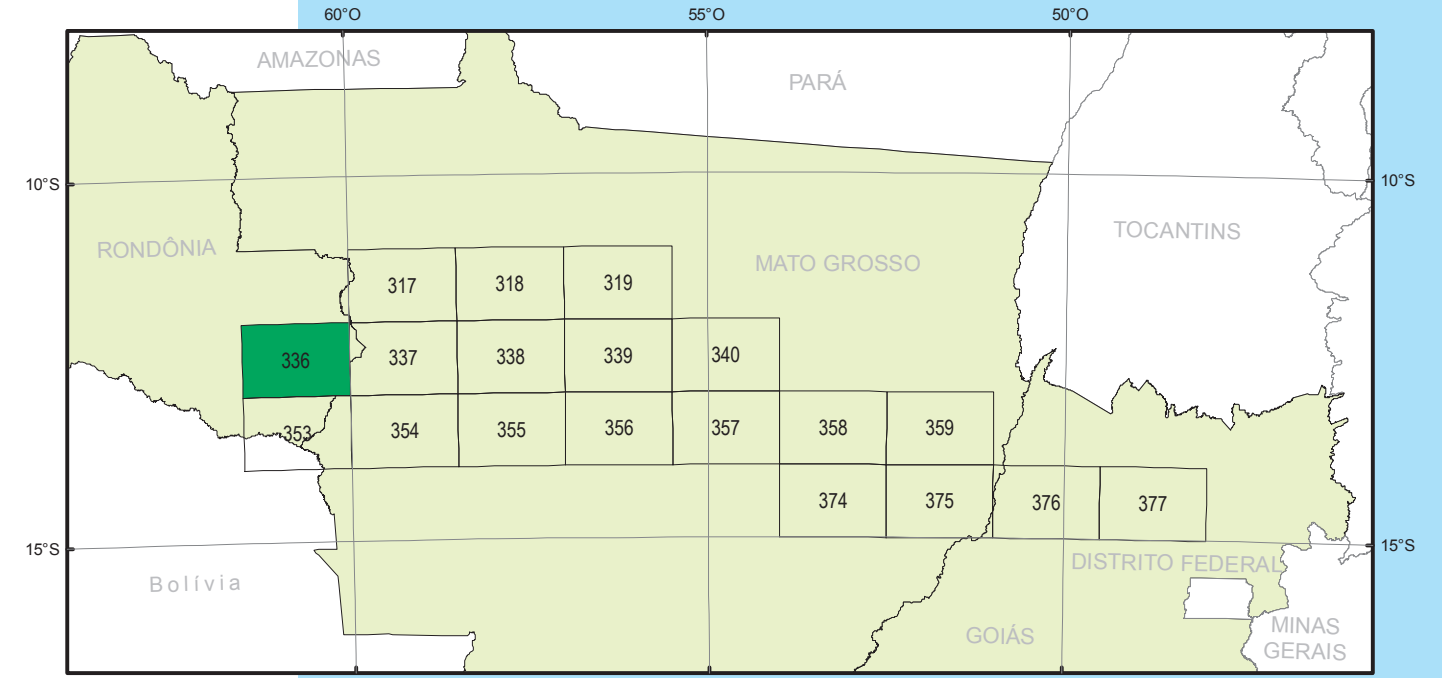 60°O 55°O 50°O
AMAZONAS
PARÁ
10°S 10°S
TOCANTINS
RONDÔNIA
MATO GROSSO
317 318 319
336 337 338 339 340
353 354 355 356 357 358 359
374 375 376 377
15°S 15°S
DISTRITO FEDERAL
Bolívia
GOIÁS
MINAS
GERAIS